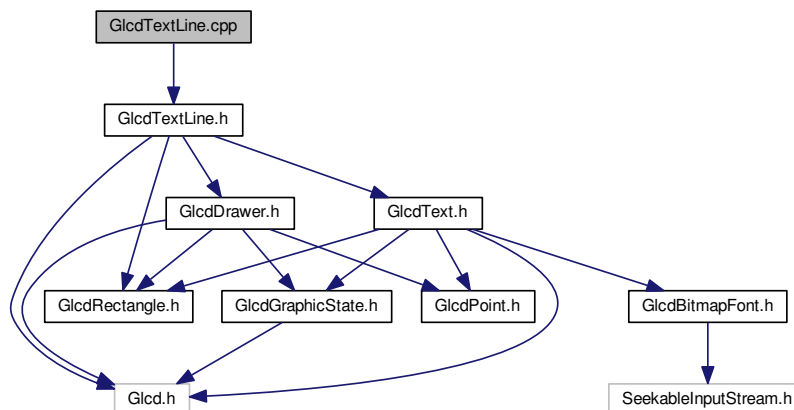 GlcdTextLine.cpp
GlcdTextLine.h
GlcdDrawer.h
GlcdText.h
GlcdRectangle.h
GlcdGraphicState.h
GlcdPoint.h
GlcdBitmapFont.h
Glcd.h
SeekableInputStream.h